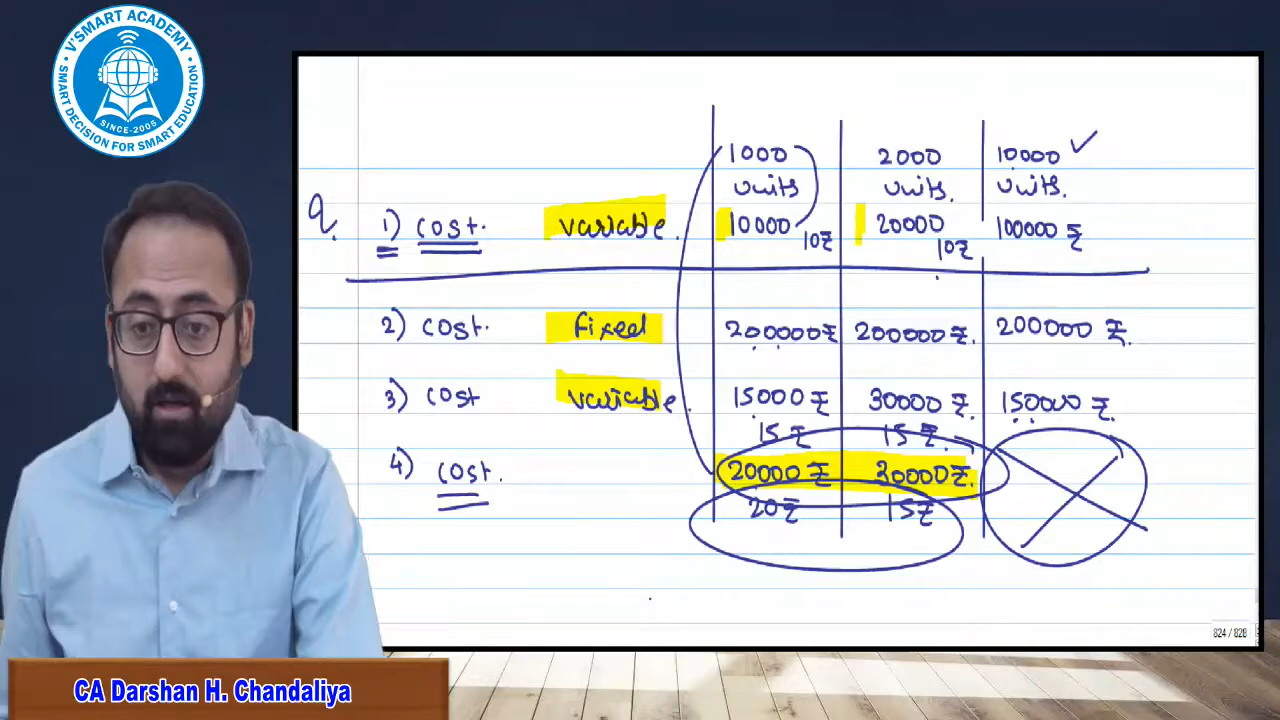 V'SMART ACADEMY
SMART DECISION FOR SMART EDUCATION
SINCE-2005
1000 2000 10000 ✓
units units. units.
Q. 1) cost. variable. 10000 20000 100000 ₹
10₹ 10₹
2) cost. fixed 200000₹ 200000 ₹. 200000 ₹.
3) cost variable. 15000 ₹ 30000 ₹. 150000 ₹.
15 ₹ 15 ₹.
4) cost. 20000 ₹ 30000 ₹.
20₹ 15₹
824 / 828
CA Darshan H. Chandaliya